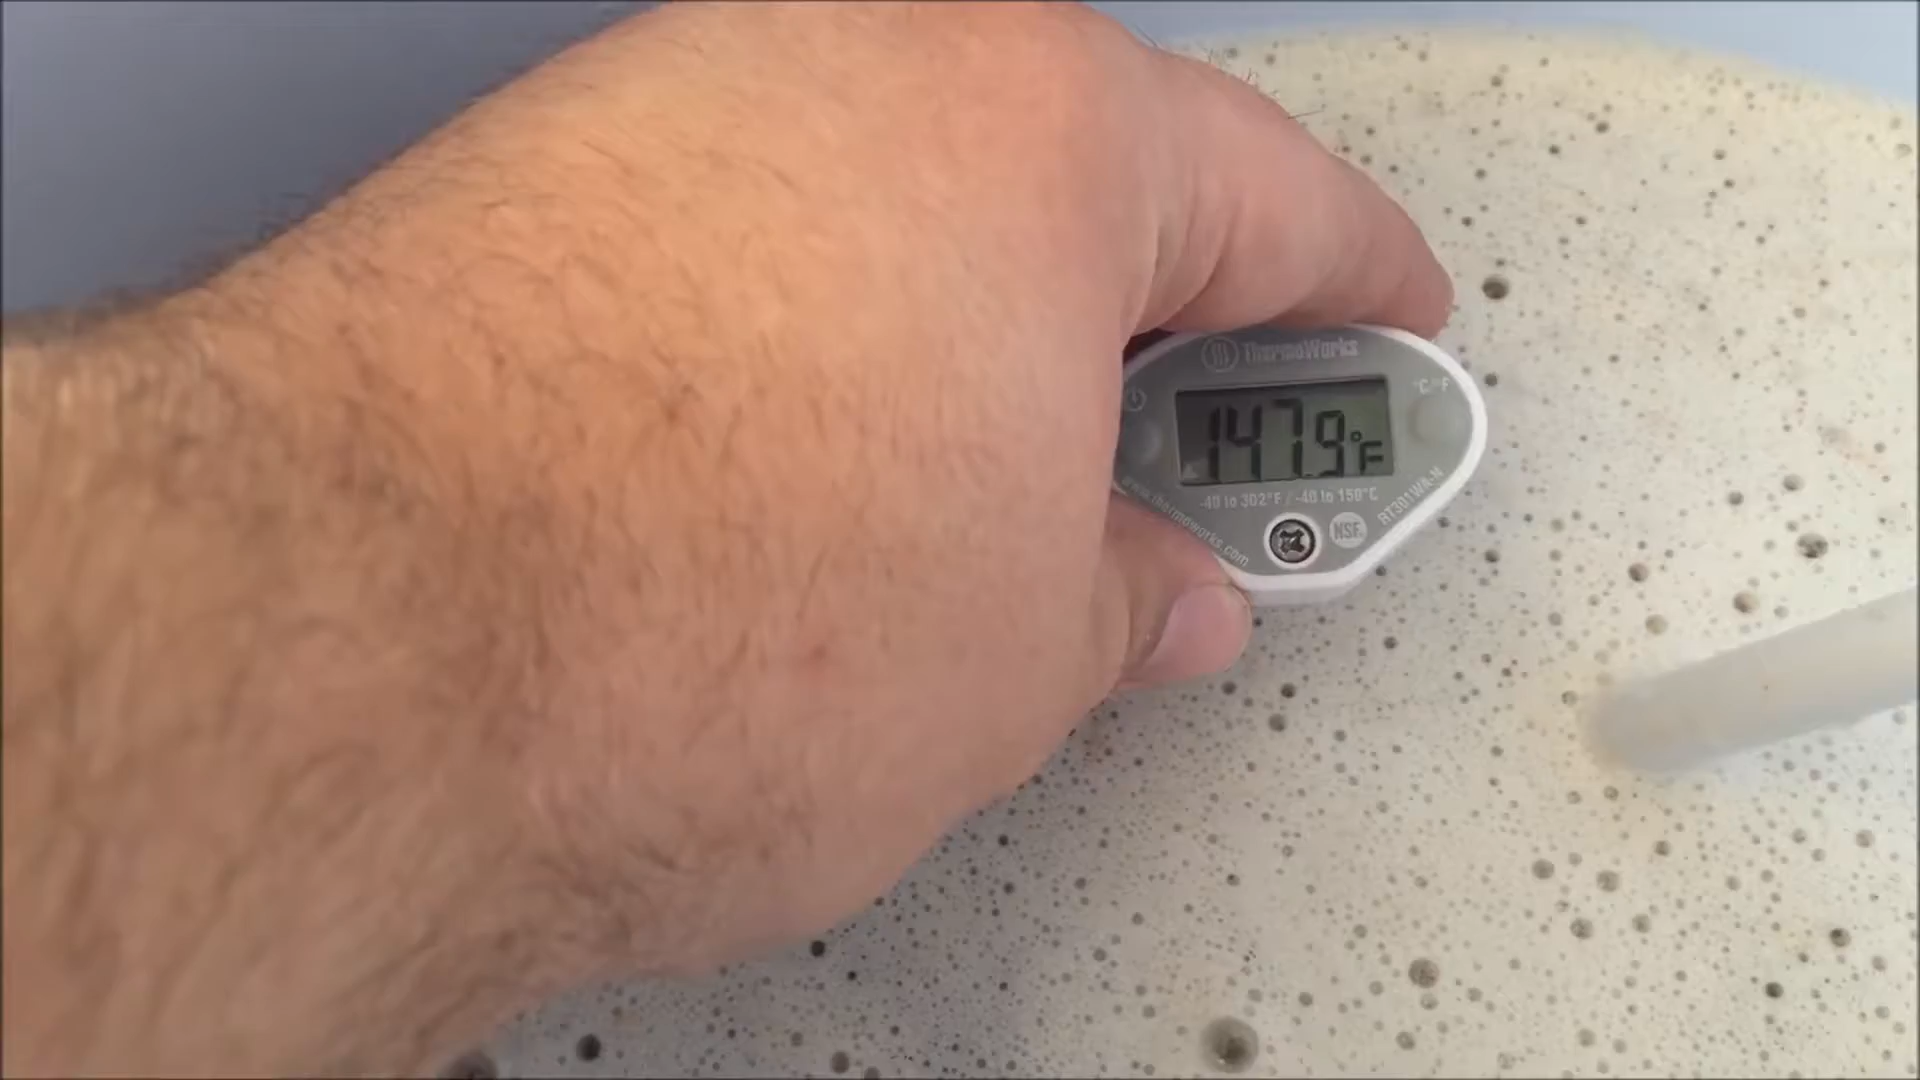 ThermoWorks
°C/°F
147.9°F
-40 to 302°F / -40 to 150°C
www.thermoworks.com
NSF.
RT301WA-N